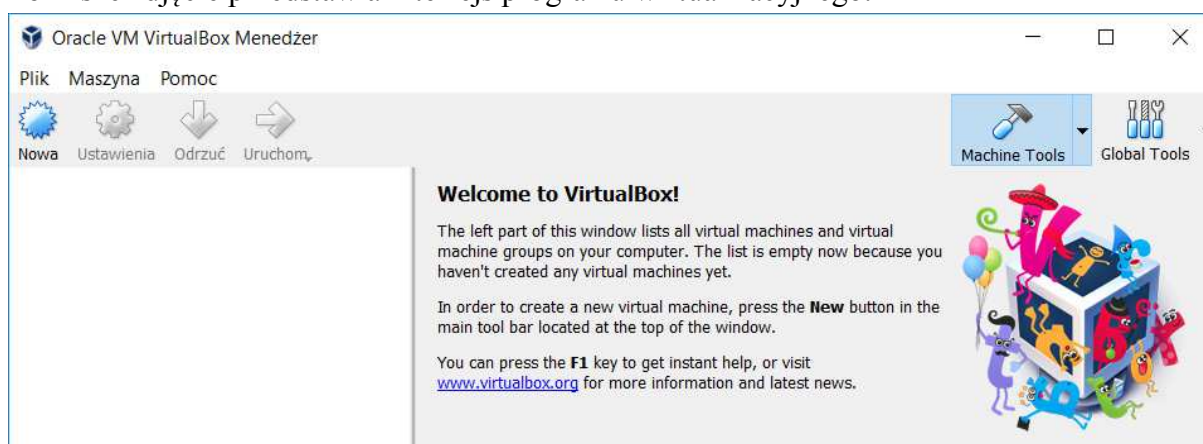 Oracle VM VirtualBox Menedżer
Plik Maszyna Pomoc
Nowa Ustawienia Odrzuć Uruchom
Machine Tools Global Tools
Welcome to VirtualBox!
The left part of this window lists all virtual machines and virtual
machine groups on your computer. The list is empty now because you
haven't created any virtual machines yet.
In order to create a new virtual machine, press the New button in the
main tool bar located at the top of the window.
You can press the F1 key to get instant help, or visit
www.virtualbox.org for more information and latest news.